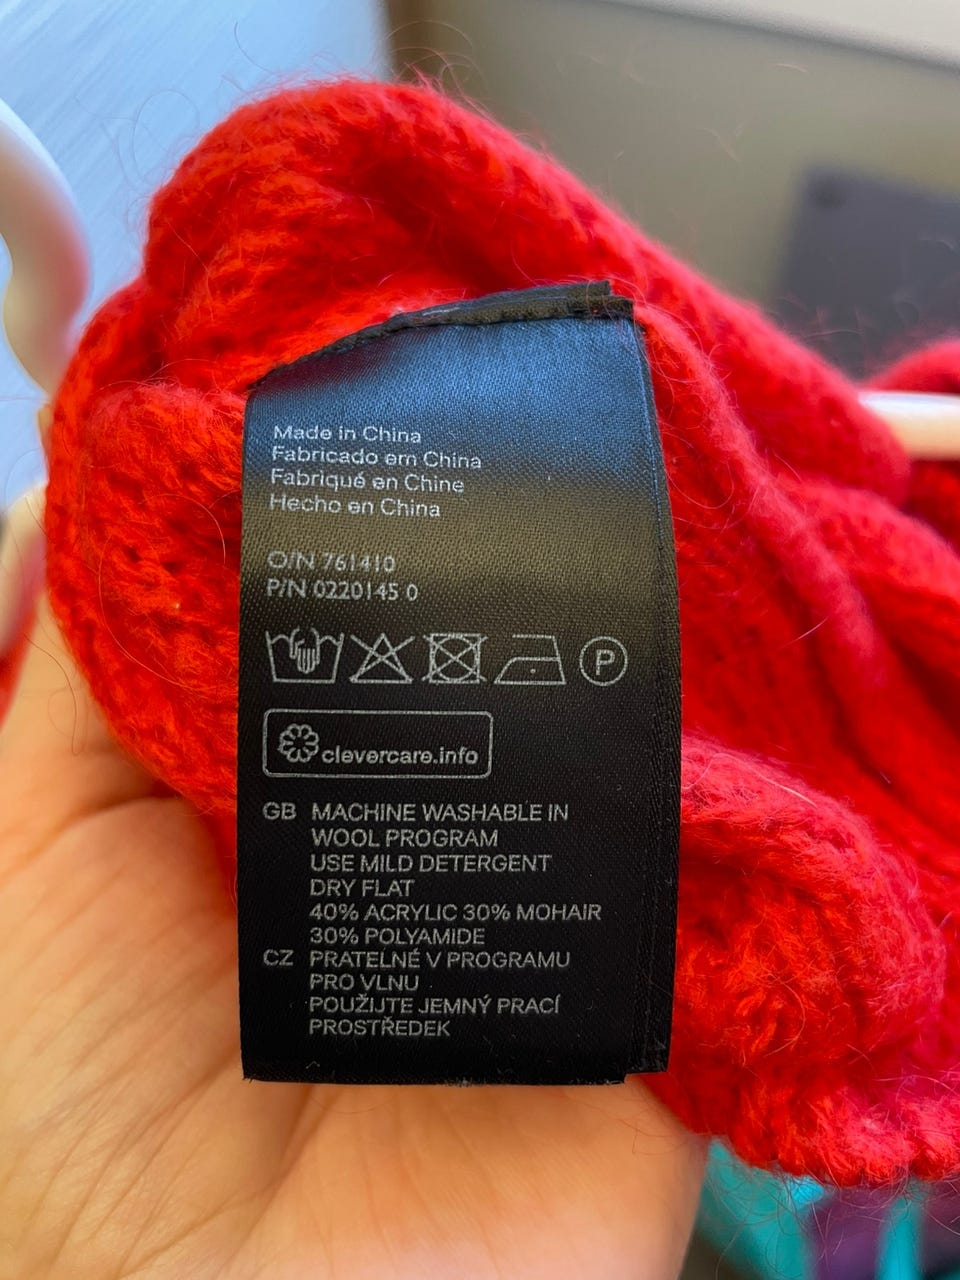 Made in China
Fabricado em China
Fabriqué en Chine
Hecho en China
O/N 761410
P/N 0220145 0
P
clevercare.info
GB MACHINE WASHABLE IN
WOOL PROGRAM
USE MILD DETERGENT
DRY FLAT
40% ACRYLIC 30% MOHAIR
30% POLYAMIDE
CZ PRATELNÉ V PROGRAMU
PRO VLNU
POUŽIJTE JEMNÝ PRACÍ
PROSTŘEDEK